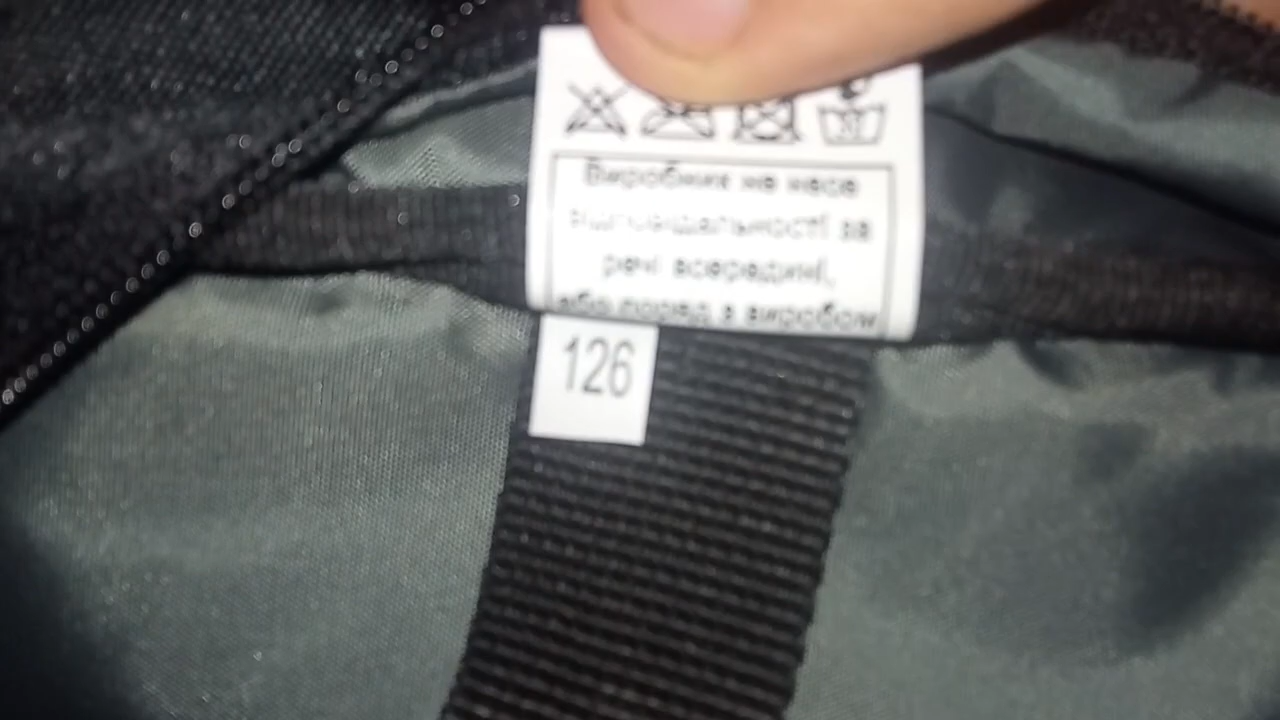 Виробник не несе
відповідальності за
речі всередині,
або поряд з виробом
126